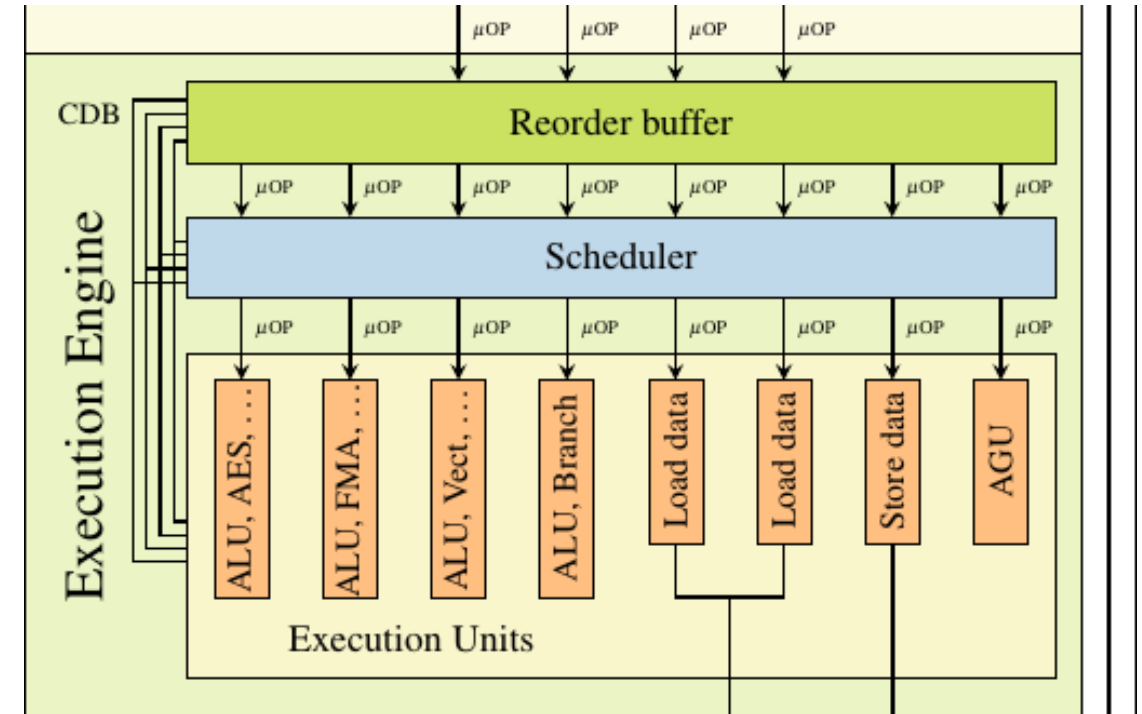 µOP µOP µOP µOP
CDB
Reorder buffer
µOP µOP µOP µOP µOP µOP µOP µOP
Scheduler
µOP µOP µOP µOP µOP µOP µOP µOP
Execution Engine
ALU, AES, ...
ALU, FMA, ...
ALU, Vect, ...
ALU, Branch
Load data
Load data
Store data
AGU
Execution Units